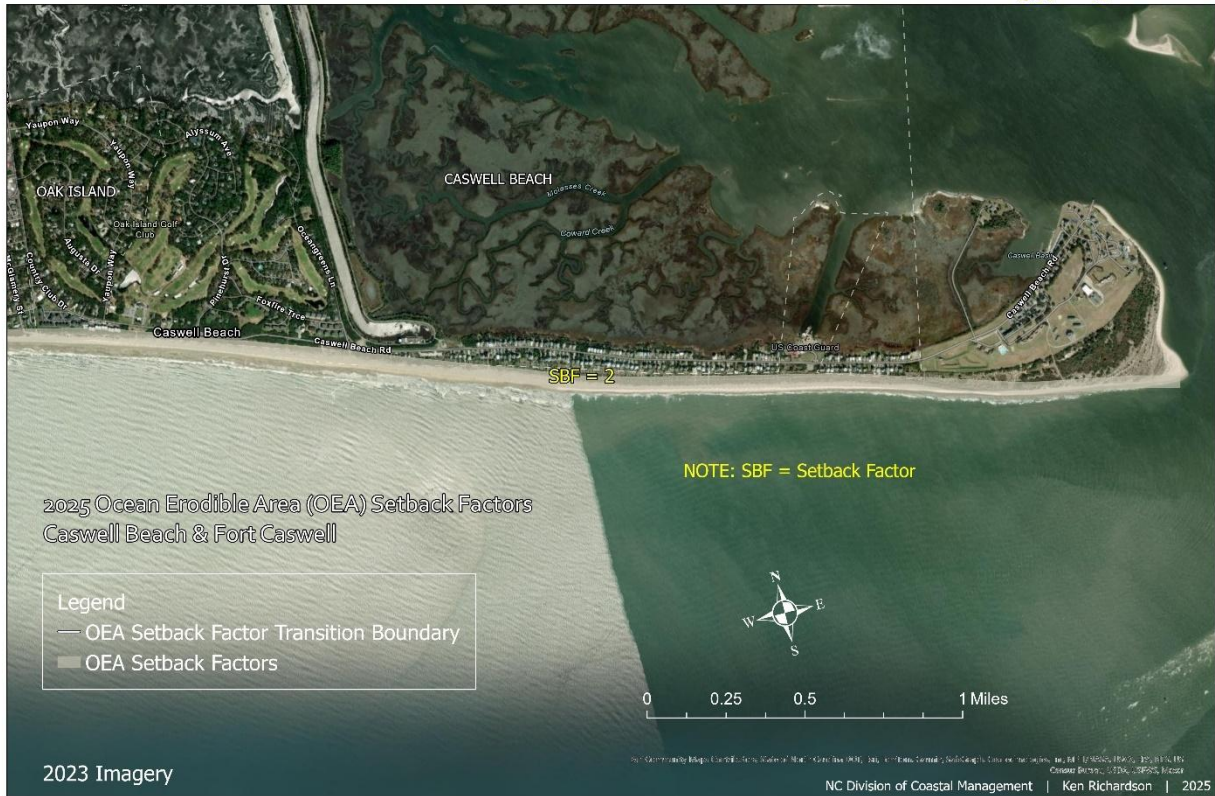 Yaupon Way
Alyssum Ave
Yaupon Way
OAK ISLAND
CASWELL BEACH
Molasses Creek
Coward Creek
Oak Island Golf
Club
Oceangreens Ln
Augusta Dr
Yaupon Way
Pinehurst Dr
McGlamery St
Country Club Dr
Foxfire Trce
Caswell Basin
Caswell Beach Rd
Caswell Beach
Caswell Beach Rd
US Coast Guard
SBF = 2
NOTE: SBF = Setback Factor
2025 Ocean Erodible Area (OEA) Setback Factors
Caswell Beach & Fort Caswell
Legend
OEA Setback Factor Transition Boundary
OEA Setback Factors
N
W E
S
0 0.25 0.5 1 Miles
2023 Imagery
NC Division of Coastal Management | Ken Richardson | 2025